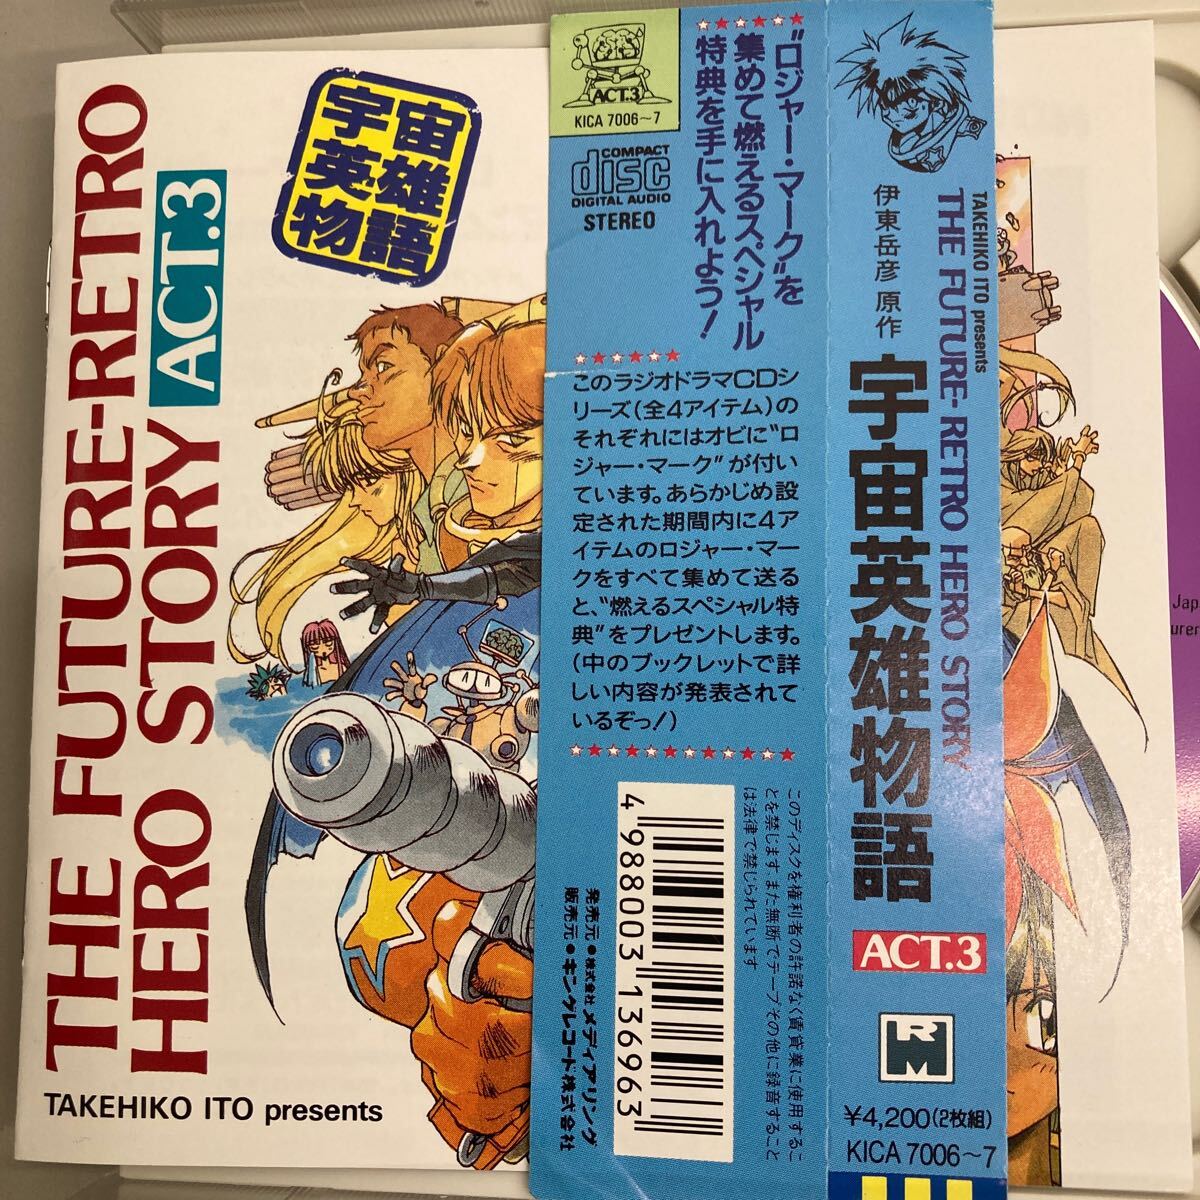 THE FUTURE-RETRO
HERO STORY ACT.3
宇宙
英雄
物語
TAKEHIKO ITO presents
ACT.3
KICA 7006~7
COMPACT
disc
DIGITAL AUDIO
STEREO
"ロジャー・マーク"を
集めて燃えるスペシャル
特典を手に入れよう!
このラジオドラマCDシ
リーズ(全4アイテム)の
それぞれにはオビに"ロ
ジャー・マーク"が付い
ています。あらかじめ設
定された期間内に4ア
イテムのロジャー・マー
クをすべて集めて送る
と、"燃えるスペシャル特
典"をプレゼントします。
(中のブックレットで詳
しい内容が発表されて
いるぞっ!)
4 988003 136963
発売元●株式会社メディアリング
販売元●キングレコード株式会社
このディスクを権利者の許諾なく賃貸業に使用するこ
とを禁じます。また無断でテープその他に録音すること
は法律で禁じられています
TAKEHIKO ITO presents
THE FUTURE-RETRO HERO STORY
伊東岳彦 原作
宇宙英雄物語
ACT.3
RM
¥4,200(2枚組)
KICA 7006~7
Jap